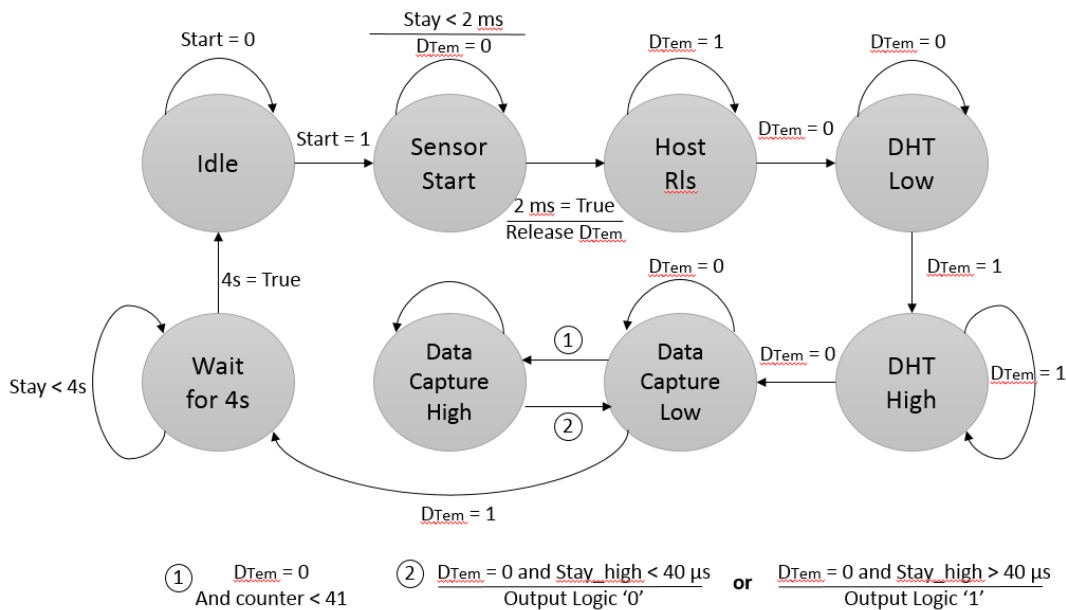 Stay < 2 ms
Start = 0
DTem = 0
DTem = 1
DTem = 0
Idle
Start = 1
Sensor
Start
Host
Rls
DTem = 0
DHT
Low
2 ms = True
Release DTem
4s = True
DTem = 0
DTem = 1
Stay < 4s
Wait
for 4s
Data
Capture
High
1
2
Data
Capture
Low
DTem = 0
DHT
High
DTem = 1
DTem = 1
1
DTem = 0
And counter < 41
2
DTem = 0 and Stay_high < 40 µs
Output Logic ‘0’
or
DTem = 0 and Stay_high > 40 µs
Output Logic ‘1’